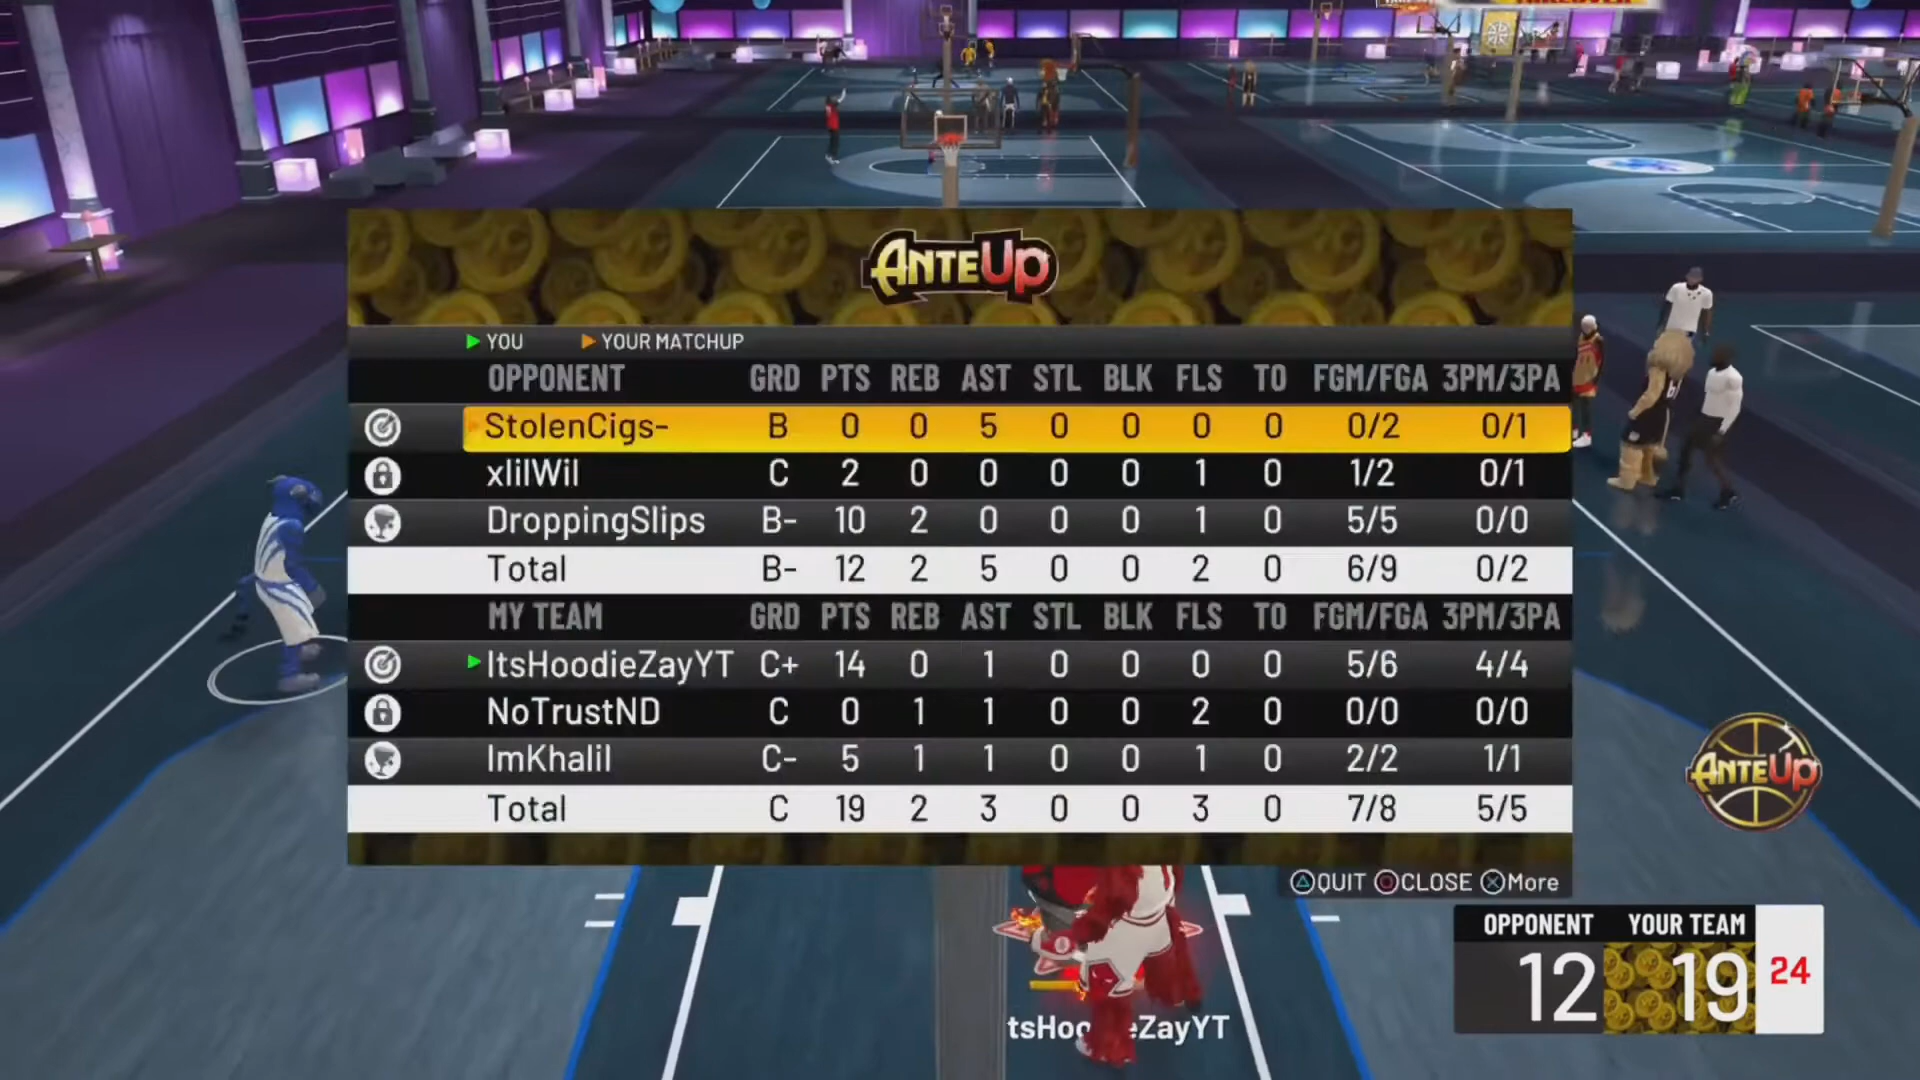 ANTEUP
YOU YOUR MATCHUP
OPPONENT GRD PTS REB AST STL BLK FLS TO FGM/FGA 3PM/3PA
StolenCigs- B 0 0 5 0 0 0 0 0/2 0/1
xlilWil C 2 0 0 0 0 1 0 1/2 0/1
DroppingSlips B- 10 2 0 0 0 1 0 5/5 0/0
Total B- 12 2 5 0 0 2 0 6/9 0/2
MY TEAM GRD PTS REB AST STL BLK FLS TO FGM/FGA 3PM/3PA
ItsHoodieZayYT C+ 14 0 1 0 0 0 0 5/6 4/4
NoTrustND C 0 1 1 0 0 2 0 0/0 0/0
ImKhalil C- 5 1 1 0 0 1 0 2/2 1/1
Total C 19 2 3 0 0 3 0 7/8 5/5
ANTEUP
QUIT CLOSE More
OPPONENT YOUR TEAM
12 19 24